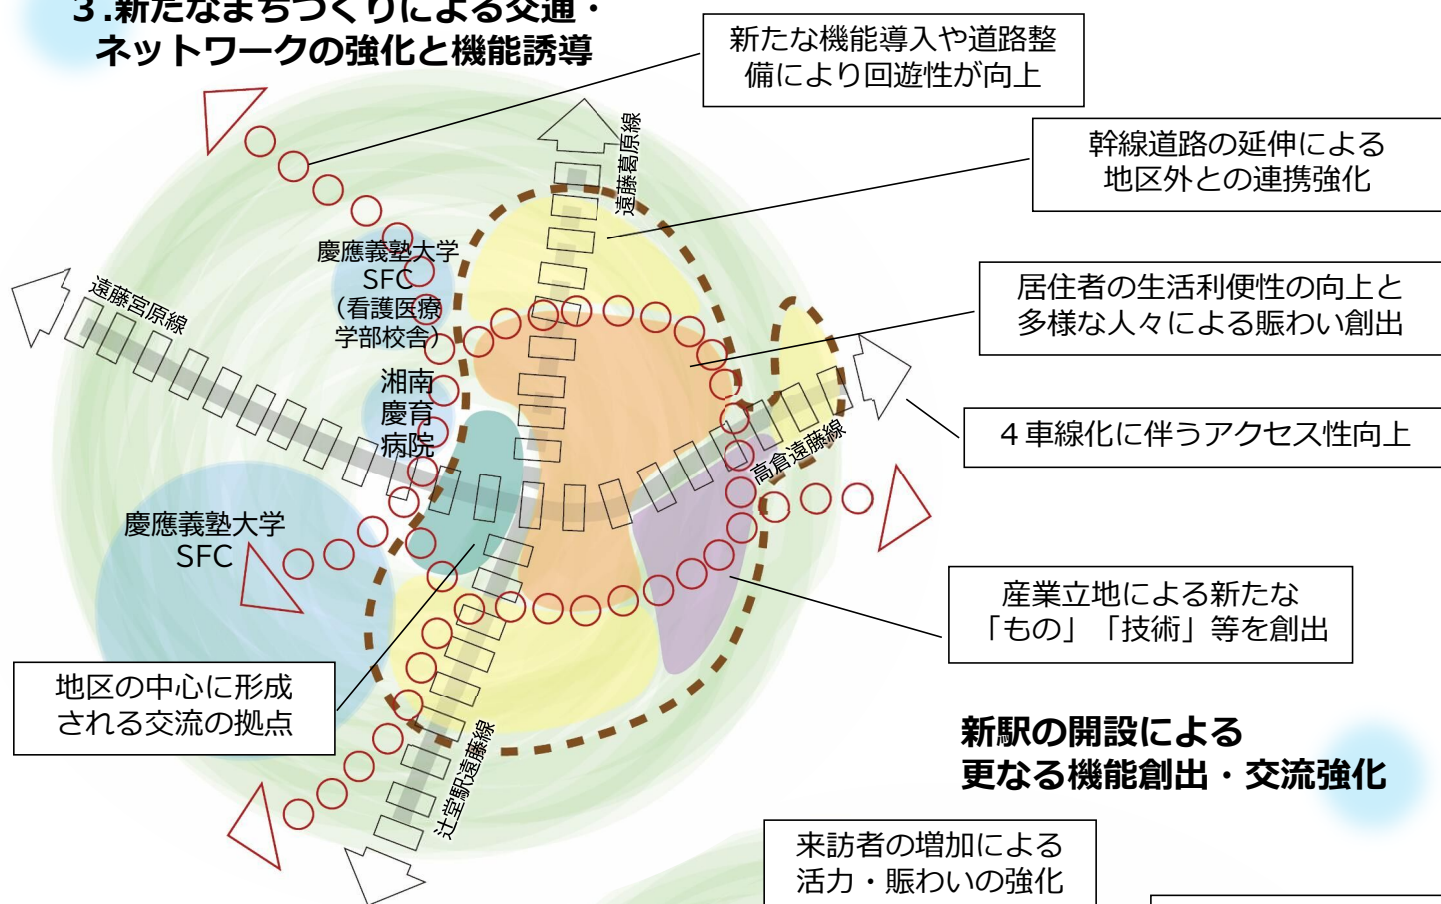 3.新たなまちづくりによる交通・
ネットワークの強化と機能誘導
新たな機能導入や道路整
備により回遊性が向上
幹線道路の延伸による
地区外との連携強化
居住者の生活利便性の向上と
多様な人々による賑わい創出
4車線化に伴うアクセス性向上
産業立地による新たな
「もの」「技術」等を創出
地区の中心に形成
される交流の拠点
遠藤葛原線
遠藤宮原線
慶應義塾大学
SFC
(看護医療
学部校舎)
湘南
慶育
病院
慶應義塾大学
SFC
高倉遠藤線
辻堂駅遠藤線
新駅の開設による
更なる機能創出・交流強化
来訪者の増加による
活力・賑わいの強化